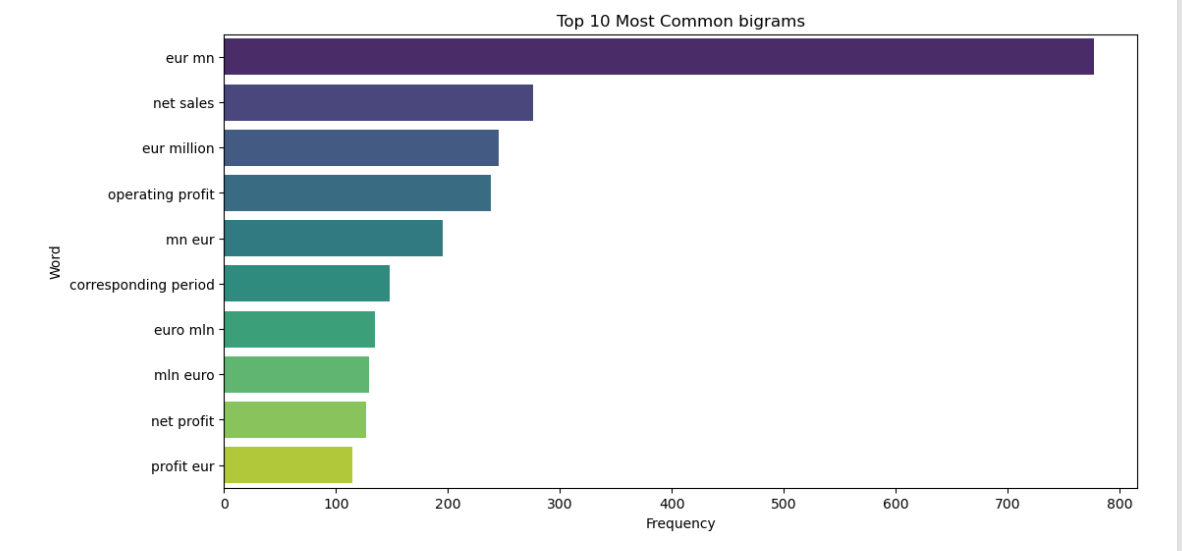 Top 10 Most Common bigrams
eur mn
net sales
eur million
operating profit
mn eur
Word
corresponding period
euro mln
mln euro
net profit
profit eur
0 100 200 300 400 500 600 700 800
Frequency